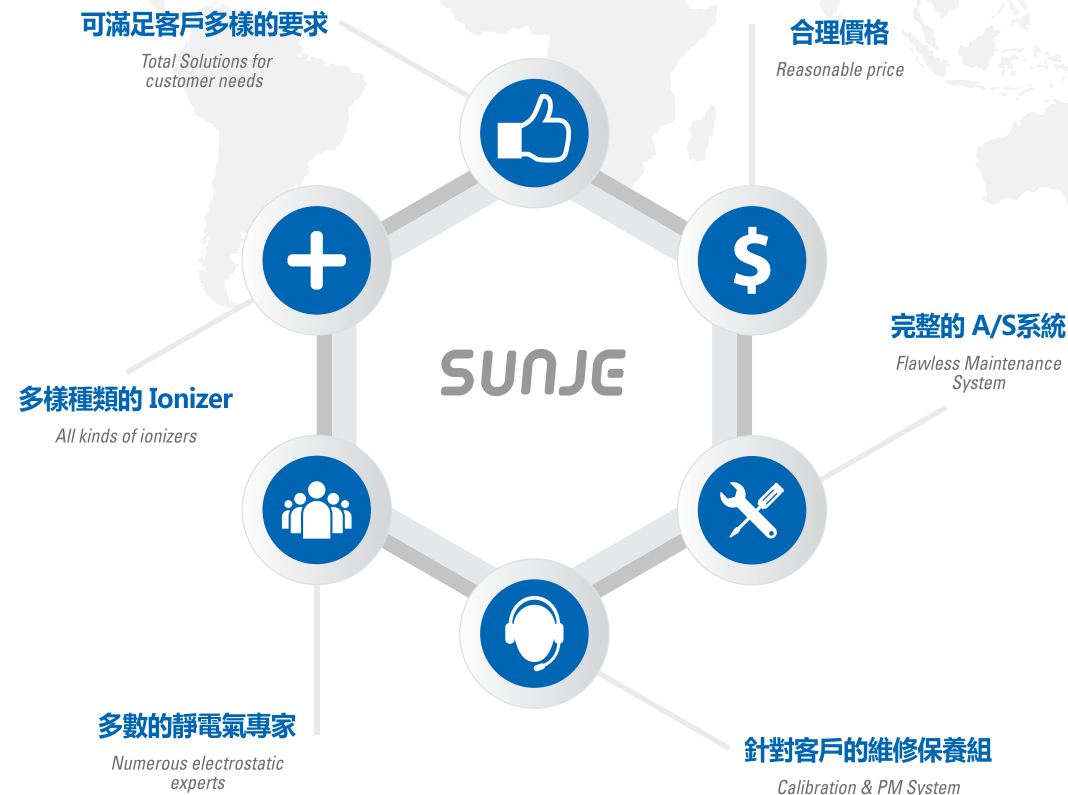 可滿足客戶多樣的要求
Total Solutions for
customer needs
合理價格
Reasonable price
$
完整的 A/S系統
Flawless Maintenance
System
SUNJE
多樣種類的 Ionizer
All kinds of ionizers
多數的靜電氣專家
Numerous electrostatic
experts
針對客戶的維修保養組
Calibration & PM System